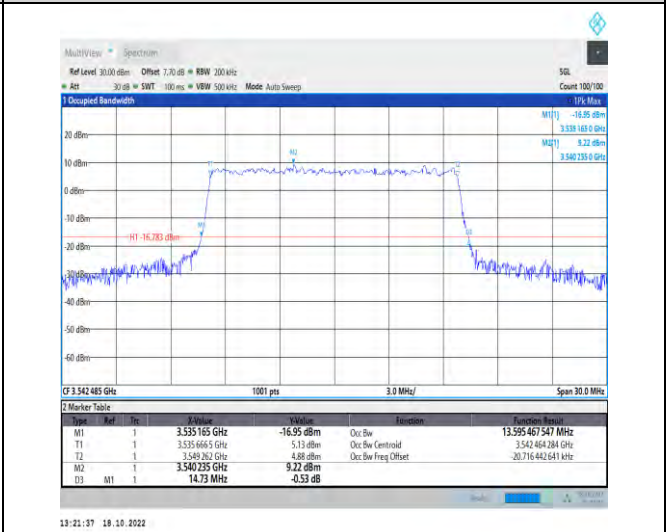 MultiView Spectrum
Ref Level 30.00 dBm Offset 7.70 dB RBW 200 kHz SGL
Att 30 dB SWT 100 ms VBW 500 kHz Mode Auto Sweep Count 100/100
1 Occupied Bandwidth 1Pk Max
M1[1] -16.95 dBm
3.535 165 0 GHz
M2[1] 9.22 dBm
3.540 235 0 GHz
20 dBm
M2
10 dBm
0 dBm
-10 dBm
M1
H1 -16.783 dBm
-20 dBm
-30 dBm
-40 dBm
-50 dBm
-60 dBm
CF 3.542 485 GHz 1001 pts 3.0 MHz/ Span 30.0 MHz
2 Marker Table
Type Ref Trc X-Value Y-Value Function Function Result
M1 1 3.535 165 GHz -16.95 dBm Occ Bw 13.595 467 547 MHz
T1 1 3.535 666 5 GHz 5.13 dBm Occ Bw Centroid 3.542 464 284 GHz
T2 1 3.549 262 GHz 4.88 dBm Occ Bw Freq Offset -20.716 442 641 kHz
M2 1 3.540 235 GHz 9.22 dBm
D3 M1 1 14.73 MHz -0.53 dB
13:21:37 18.10.2022